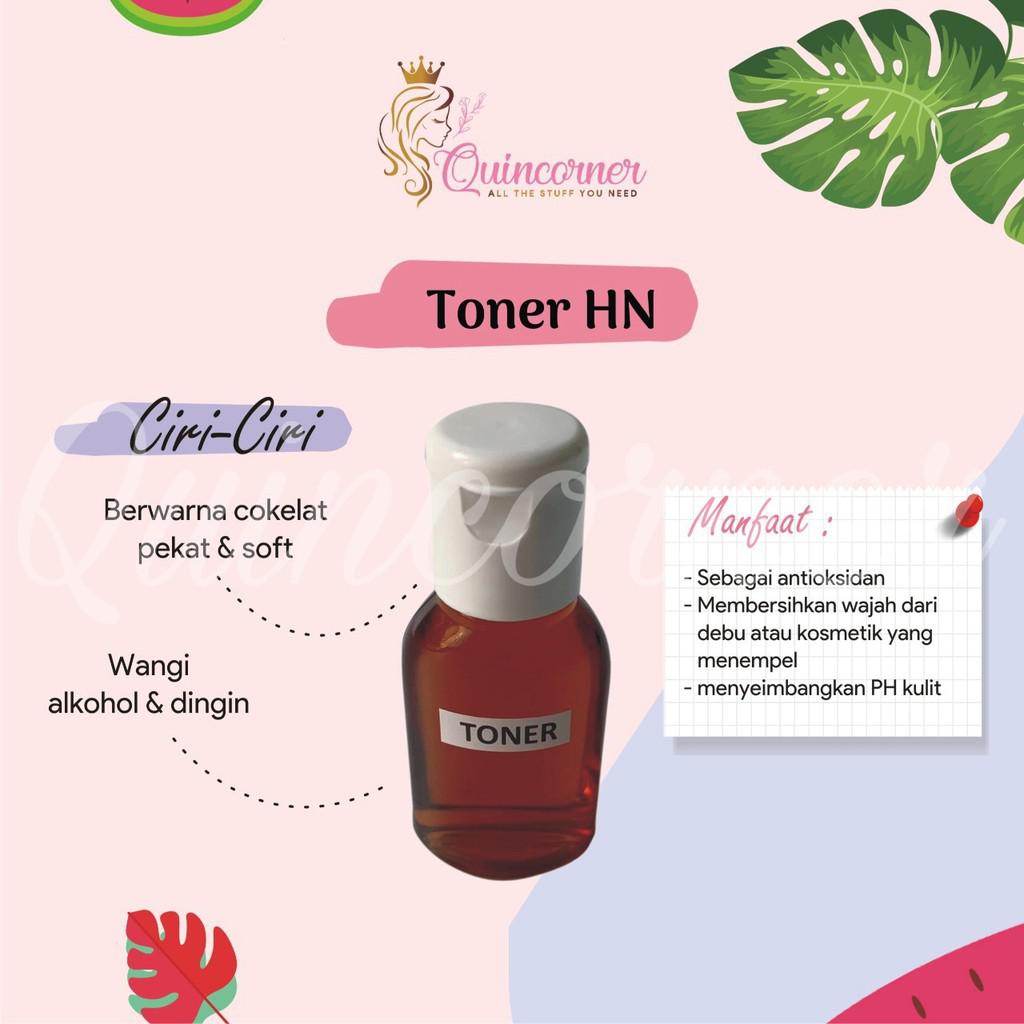 Quincorner
ALL THE STUFF YOU NEED
Toner HN
Ciri-Ciri
Berwarna cokelat
pekat & soft
Wangi
alkohol & dingin
TONER
Manfaat :
- Sebagai antioksidan
- Membersihkan wajah dari
debu atau kosmetik yang
menempel
- menyeimbangkan PH kulit
Quincorner